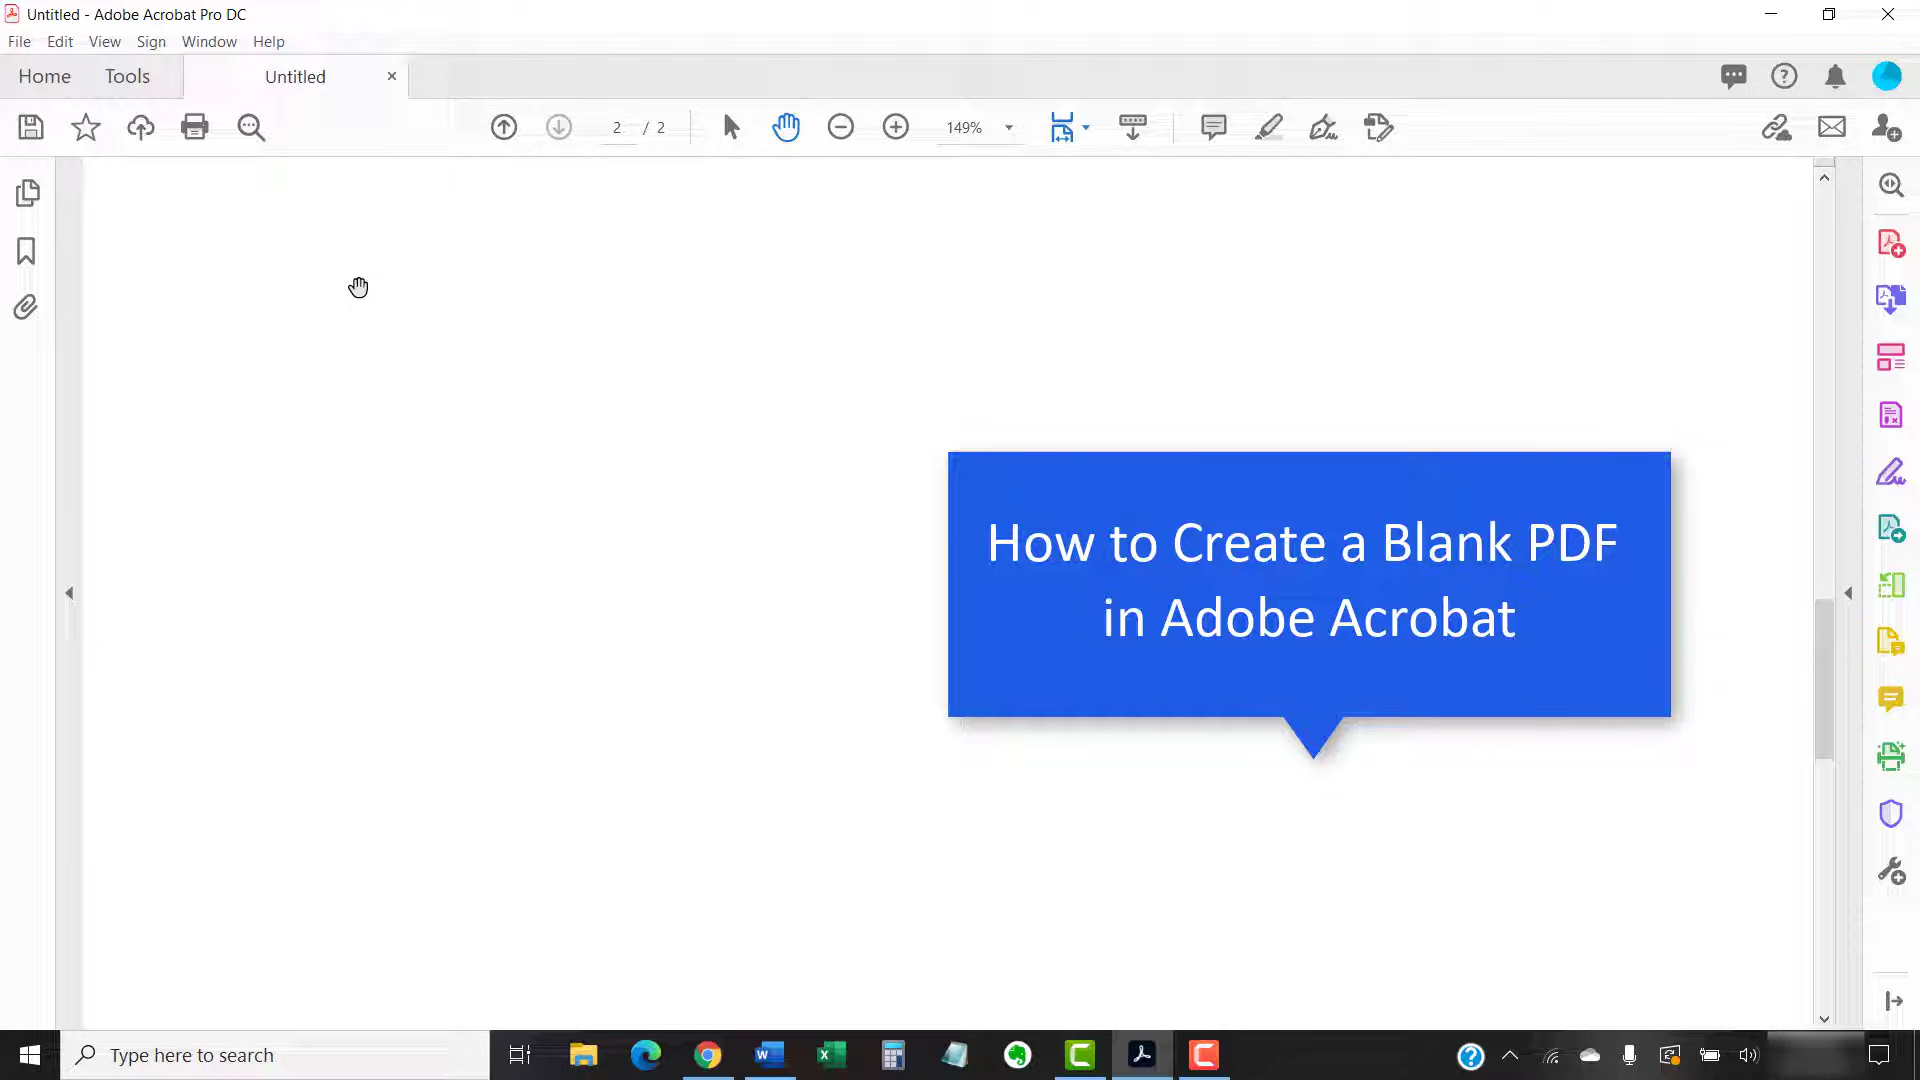 Untitled - Adobe Acrobat Pro DC
File Edit View Sign Window Help
Home Tools Untitled
2 / 2 149%
How to Create a Blank PDF
in Adobe Acrobat
Type here to search